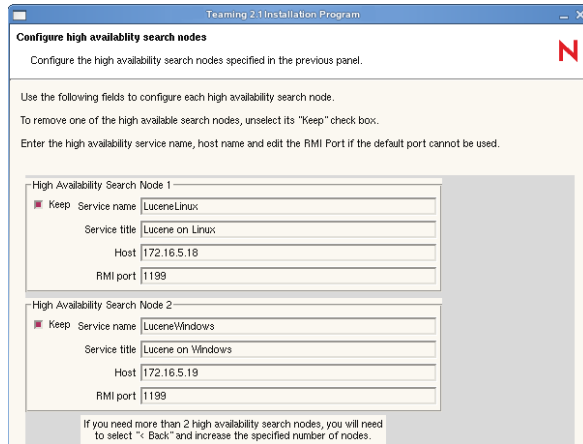 Teaming 2.1 Installation Program
Configure high availablity search nodes
Configure the high availability search nodes specified in the previous panel.
N
Use the following fields to configure each high availability search node.
To remove one of the high available search nodes, unselect its "Keep" check box.
Enter the high availability service name, host name and edit the RMI Port if the default port cannot be used.
High Availability Search Node 1
Keep Service name LuceneLinux
Service title Lucene on Linux
Host 172.16.5.18
RMI port 1199
High Availability Search Node 2
Keep Service name LuceneWindows
Service title Lucene on Windows
Host 172.16.5.19
RMI port 1199
If you need more than 2 high availability search nodes, you will need
to select "< Back" and increase the specified number of nodes.